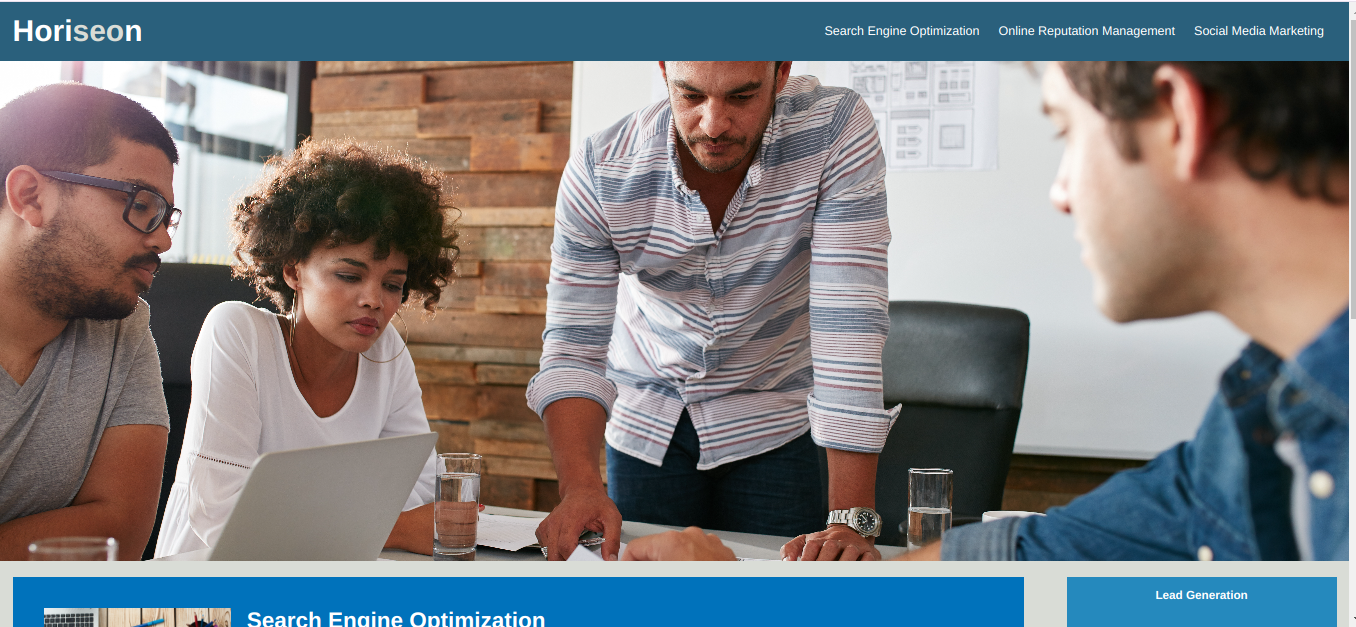 Horiseon
Search Engine Optimization Online Reputation Management Social Media Marketing
Search Engine Optimization
Lead Generation